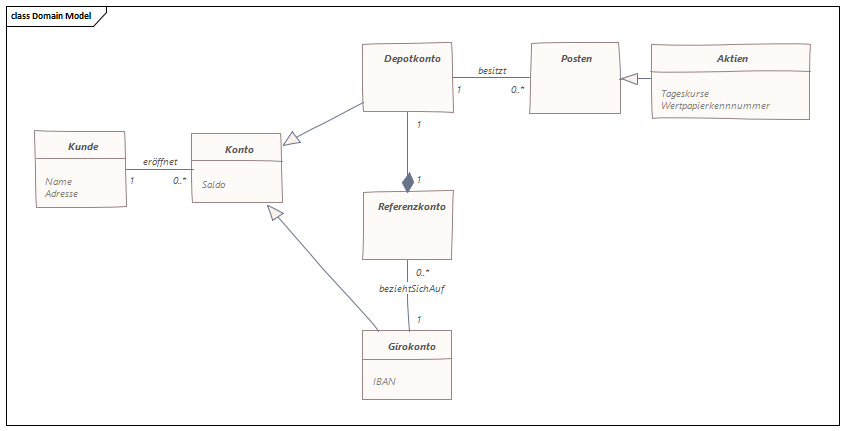 class Domain Model
Depotkonto
besitzt
1
0..*
Posten
Aktien
Tageskurse
Wertpapierkennnummer
Kunde
Name
Adresse
eröffnet
1
0..*
Konto
Saldo
1
1
Referenzkonto
0..*
beziehtSichAuf
1
Girokonto
IBAN